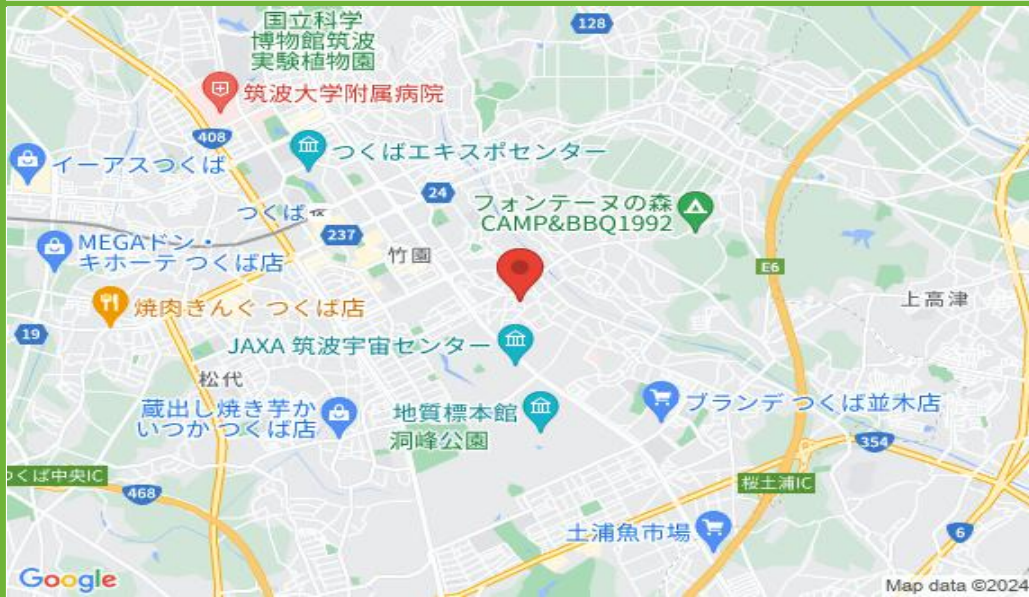 国立科学
博物館筑波
実験植物園
128
筑波大学附属病院
408
つくばエキスポセンター
イーアスつくば
24
フォンテーヌの森
CAMP&BBQ1992
つくば
237
竹園
MEGAドン・
キホーテ つくば店
E6
上高津
焼肉きんぐ つくば店
19
JAXA 筑波宇宙センター
松代
蔵出し焼き芋か
いつか つくば店
地質標本館
洞峰公園
ブランデ つくば並木店
354
つくば中央IC
468
桜土浦IC
土浦魚市場
6
Google
Map data ©2024